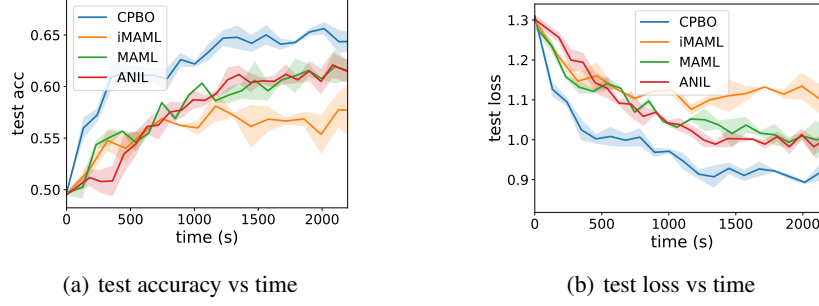 CPBO
iMAML
MAML
ANIL
test acc
0.65
0.60
0.55
0.50
0 500 1000 1500 2000
time (s)
(a) test accuracy vs time
CPBO
iMAML
MAML
ANIL
test loss
1.3
1.2
1.1
1.0
0.9
0 500 1000 1500 2000
time (s)
(b) test loss vs time